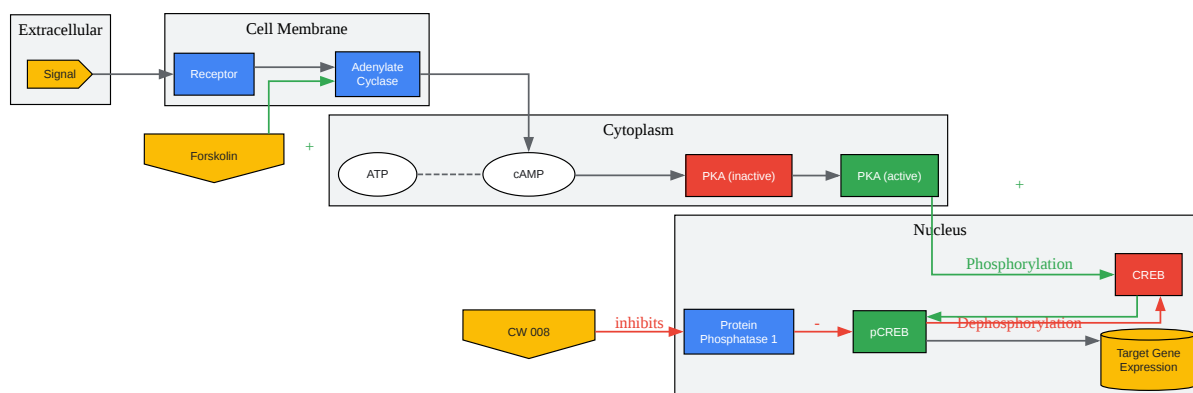 Extracellular
Cell Membrane
Signal
Receptor
Adenylate
Cyclase
Forskolin
+
Cytoplasm
ATP
cAMP
PKA (inactive)
PKA (active)
+
Nucleus
Phosphorylation
CREB
CW 008
inhibits
Protein
Phosphatase 1
-
pCREB
Dephosphorylation
Target Gene
Expression